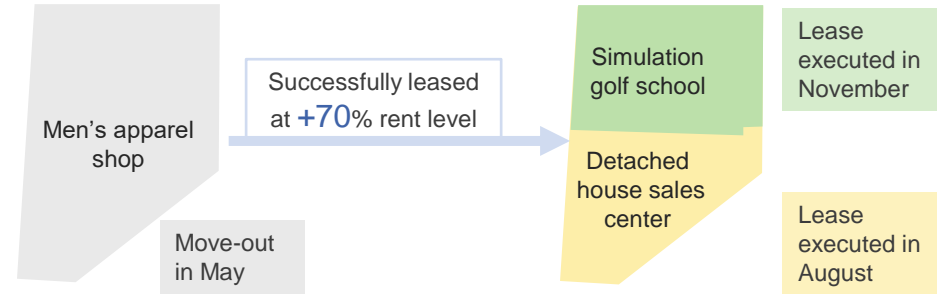 Men's apparel
shop
Move-out
in May
Successfully leased
at +70% rent level
Simulation
golf school
Detached
house sales
center
Lease
executed in
November
Lease
executed in
August